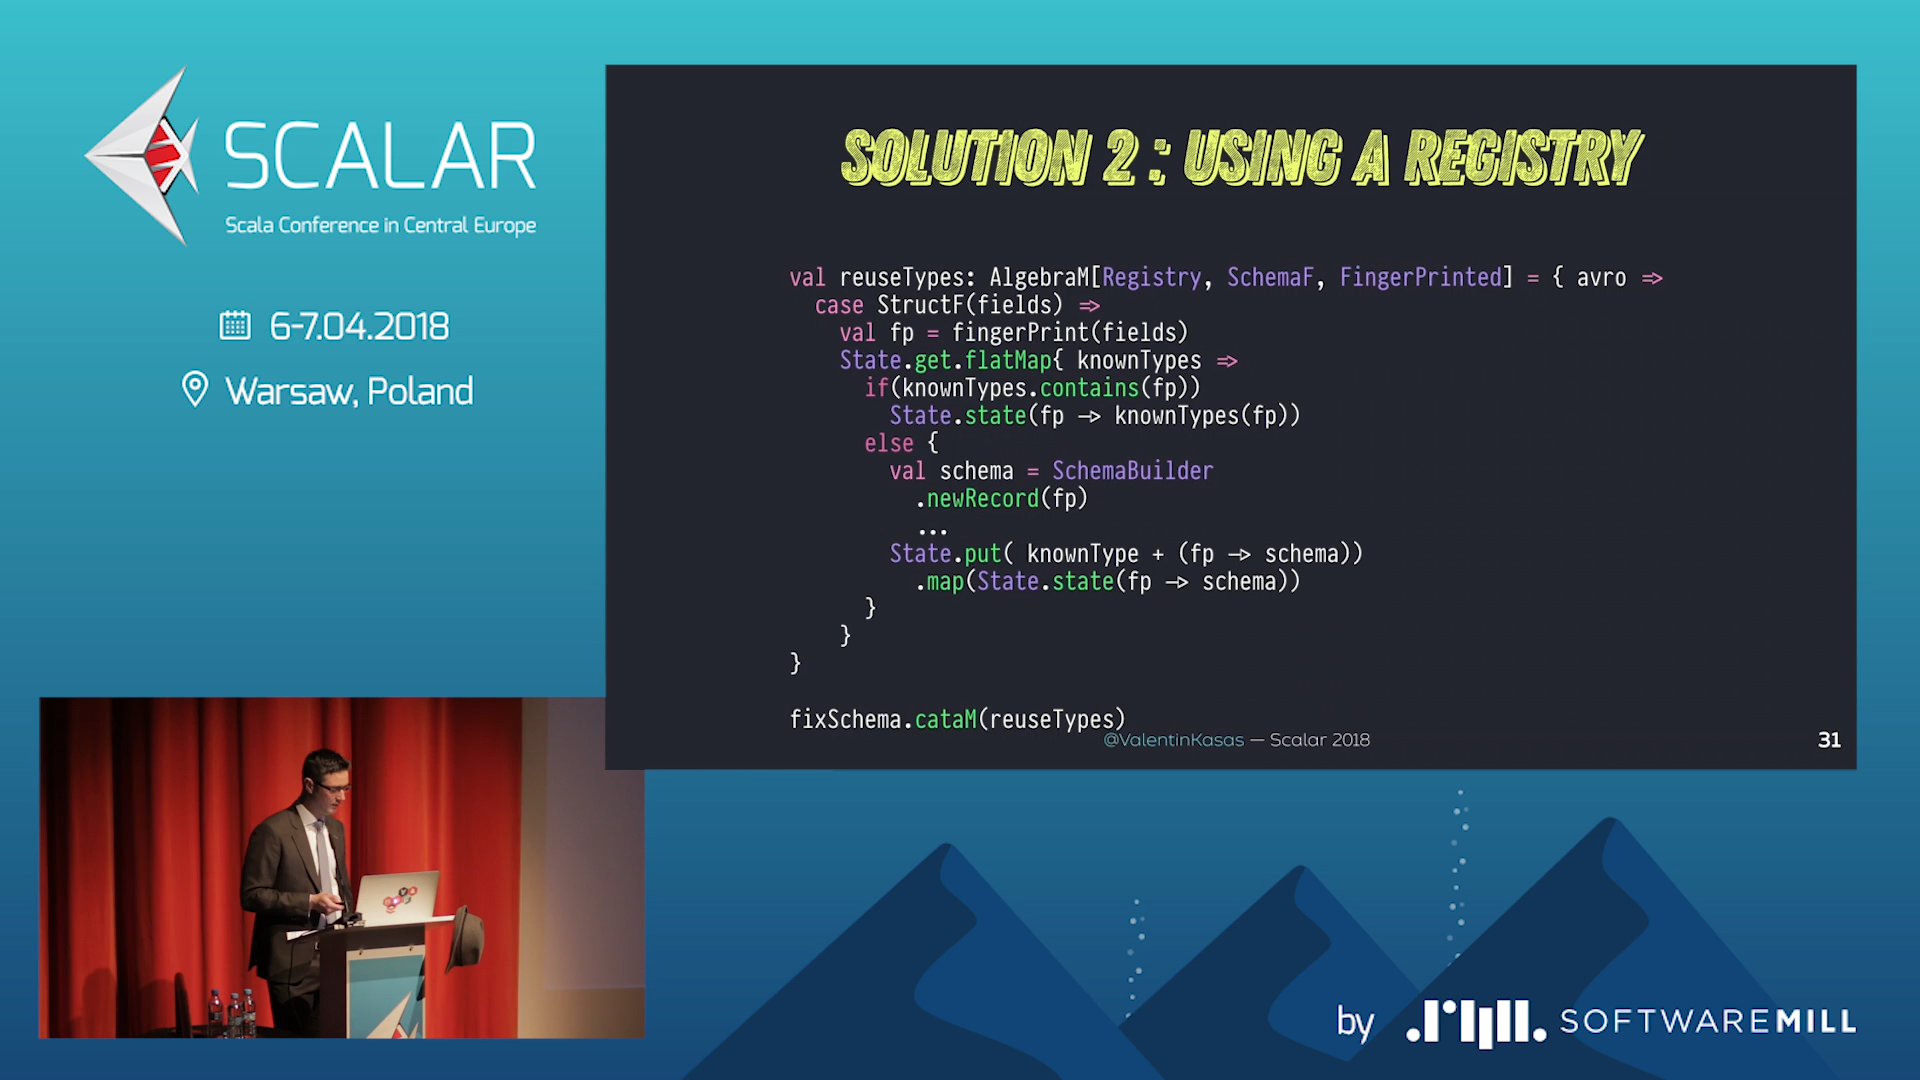 SCALAR
Scala Conference in Central Europe
6-7.04.2018
Warsaw, Poland
SOLUTION 2 : USING A REGISTRY
val reuseTypes: AlgebraM[Registry, SchemaF, FingerPrinted] = { avro =>
  case StructF(fields) =>
    val fp = fingerPrint(fields)
    State.get.flatMap{ knownTypes =>
      if(knownTypes.contains(fp))
        State.state(fp -> knownTypes(fp))
      else {
        val schema = SchemaBuilder
          .newRecord(fp)
          ...
        State.put( knownType + (fp -> schema))
          .map(State.state(fp -> schema))
      }
    }
}
fixSchema.cataM(reuseTypes)
@ValentinKasas — Scalar 2018
31
by SOFTWAREMILL